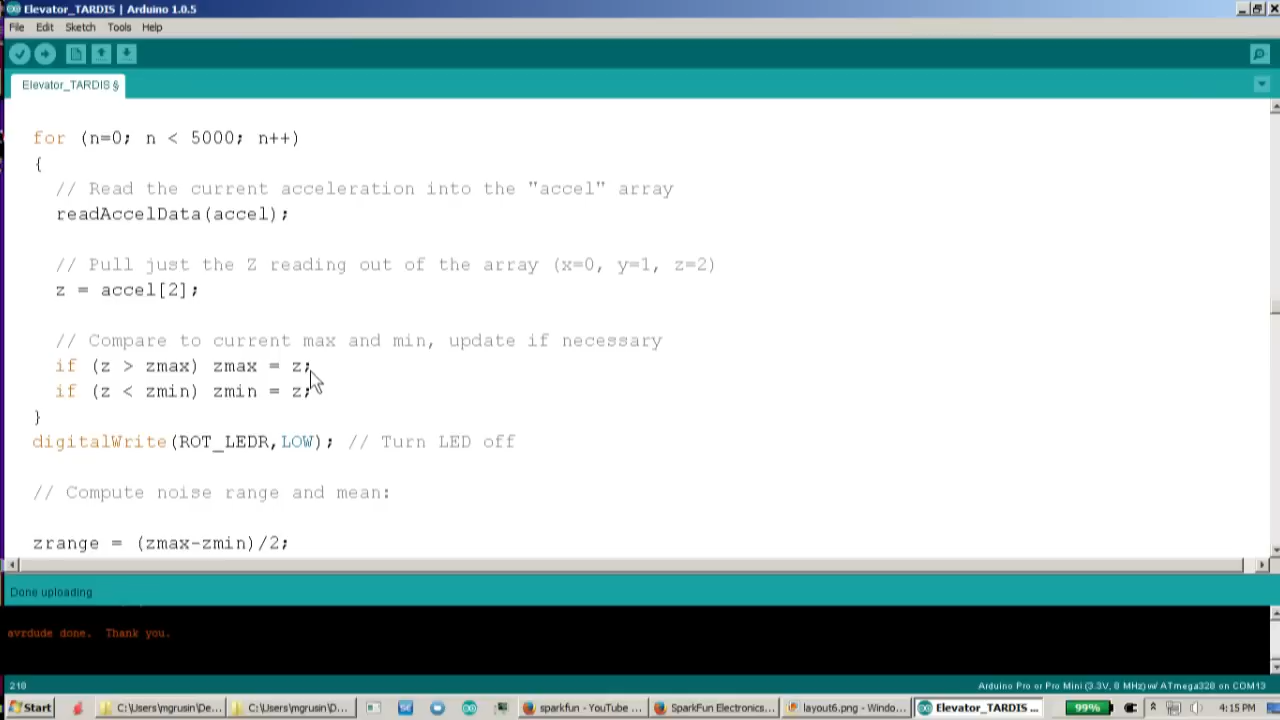 Elevator_TARDIS | Arduino 1.0.5
File Edit Sketch Tools Help
Elevator_TARDIS §
for (n=0; n < 5000; n++)
{
// Read the current acceleration into the "accel" array
readAccelData(accel);
// Pull just the Z reading out of the array (x=0, y=1, z=2)
z = accel[2];
// Compare to current max and min, update if necessary
if (z > zmax) zmax = z;
if (z < zmin) zmin = z;
}
digitalWrite(ROT_LEDR,LOW); // Turn LED off
// Compute noise range and mean:
zrange = (zmax-zmin)/2;
Done uploading
avrdude done. Thank you.
210
Arduino Pro or Pro Mini (3.3V, 8 MHz) w/ ATmega328 on COM13
Start C:\Users\mgrusin\De... C:\Users\mgrusin\D... sparkfun - YouTube ... SparkFun Electronics... layout6.png - Windo... Elevator_TARDIS ... 99% 4:15 PM